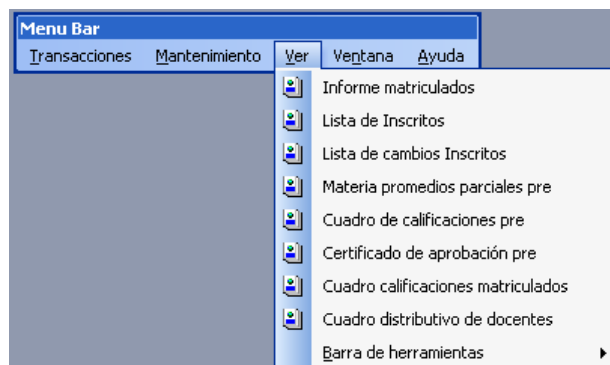 Menu Bar
Transacciones Mantenimiento Ver Ventana Ayuda
Informe matriculados
Lista de Inscritos
Lista de cambios Inscritos
Materia promedios parciales pre
Cuadro de calificaciones pre
Certificado de aprobación pre
Cuadro calificaciones matriculados
Cuadro distributivo de docentes
Barra de herramientas